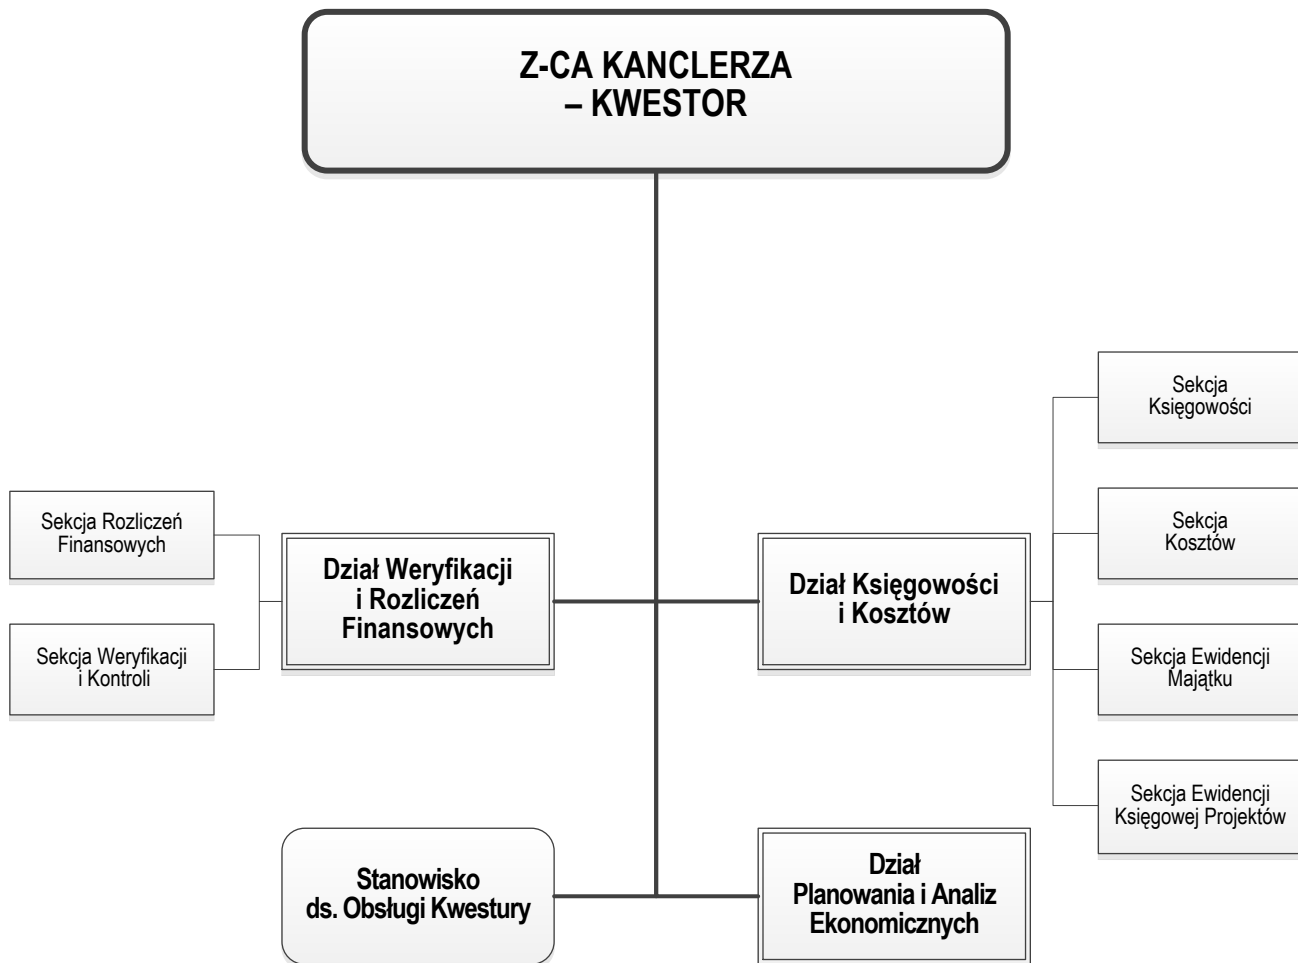 Z-CA KANCLERZA
– KWESTOR
Sekcja
Księgowości
Sekcja Rozliczeń
Finansowych
Sekcja
Kosztów
Dział Weryfikacji
i Rozliczeń
Finansowych
Dział Księgowości
i Kosztów
Sekcja Weryfikacji
i Kontroli
Sekcja Ewidencji
Majątku
Sekcja Ewidencji
Księgowej Projektów
Stanowisko
ds. Obsługi Kwestury
Dział
Planowania i Analiz
Ekonomicznych